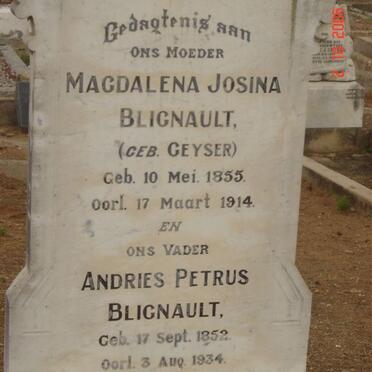 Gedagtenis aan
ONS MOEDER
MAGDALENA JOSINA
BLIGNAULT,
(GEB. GEYSER)
Geb. 10 Mei. 1855.
Oorl. 17 Maart 1914.
EN
ONS VADER
ANDRIES PETRUS
BLIGNAULT,
Geb. 17 Sept. 1852.
Oorl. 3 Aug. 1934.